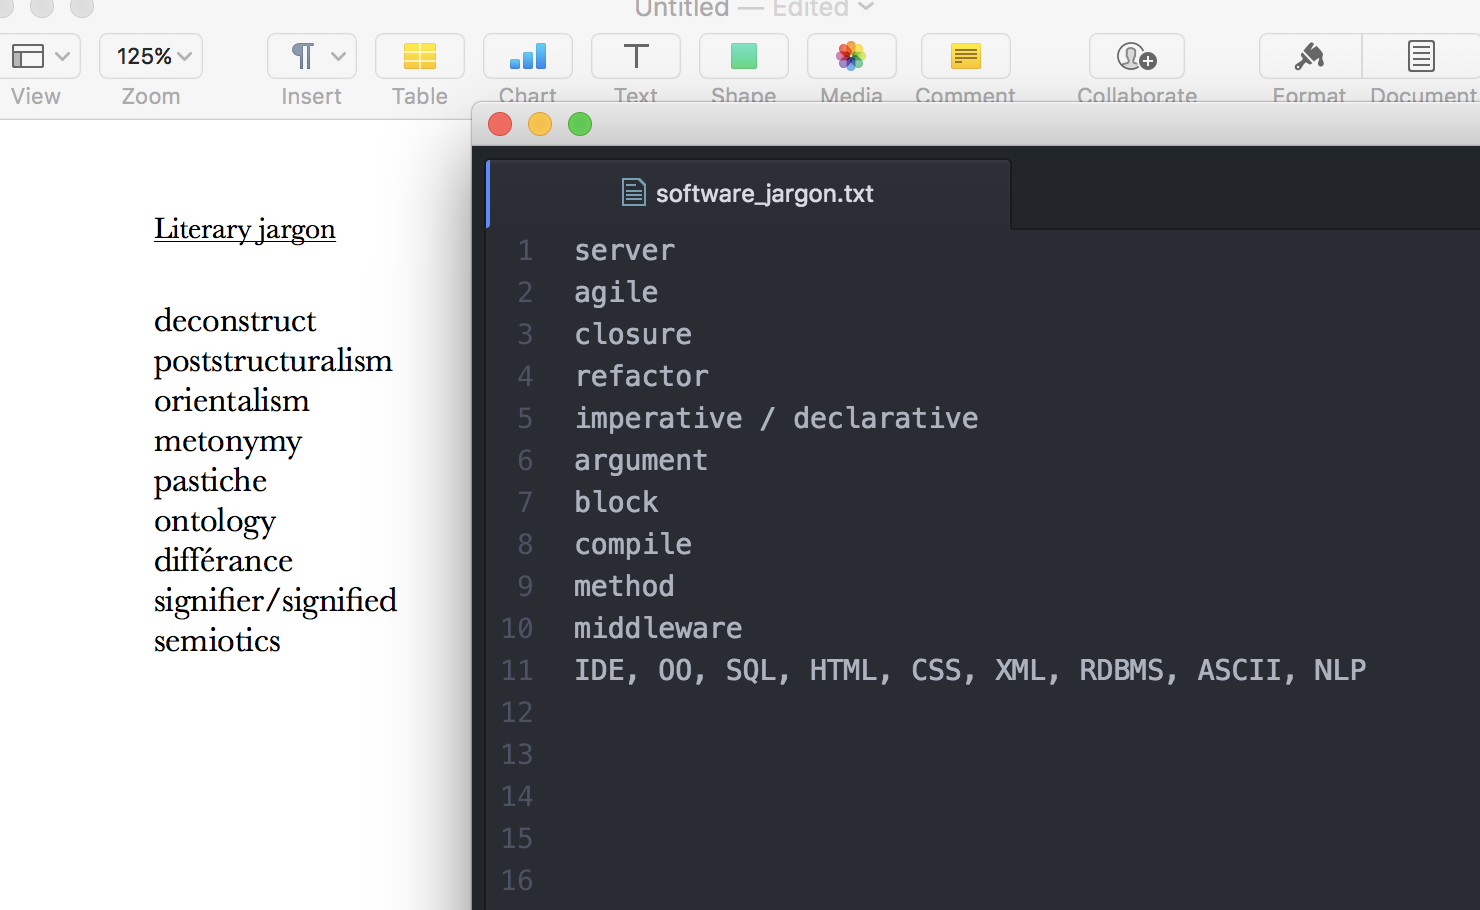 Untitled — Edited
125%
View Zoom Insert Table Chart Text Shape Media Comment Collaborate Format Document
Literary jargon
deconstruct
poststructuralism
orientalism
metonymy
pastiche
ontology
différance
signifier/signified
semiotics
software_jargon.txt
1 server
2 agile
3 closure
4 refactor
5 imperative / declarative
6 argument
7 block
8 compile
9 method
10 middleware
11 IDE, OO, SQL, HTML, CSS, XML, RDBMS, ASCII, NLP
12
13
14
15
16